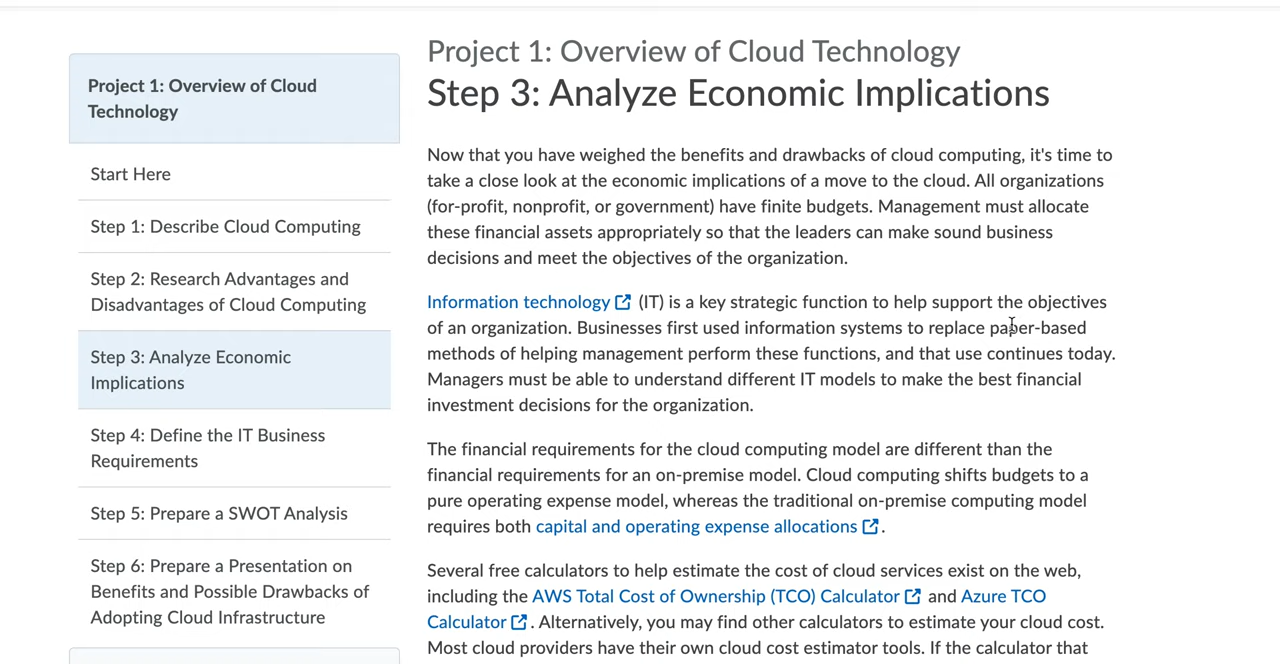 Project 1: Overview of Cloud
Technology
Start Here
Step 1: Describe Cloud Computing
Step 2: Research Advantages and
Disadvantages of Cloud Computing
Step 3: Analyze Economic
Implications
Step 4: Define the IT Business
Requirements
Step 5: Prepare a SWOT Analysis
Step 6: Prepare a Presentation on
Benefits and Possible Drawbacks of
Adopting Cloud Infrastructure
Project 1: Overview of Cloud Technology
Step 3: Analyze Economic Implications
Now that you have weighed the benefits and drawbacks of cloud computing, it's time to
take a close look at the economic implications of a move to the cloud. All organizations
(for-profit, nonprofit, or government) have finite budgets. Management must allocate
these financial assets appropriately so that the leaders can make sound business
decisions and meet the objectives of the organization.
Information technology (IT) is a key strategic function to help support the objectives
of an organization. Businesses first used information systems to replace paper-based
methods of helping management perform these functions, and that use continues today.
Managers must be able to understand different IT models to make the best financial
investment decisions for the organization.
The financial requirements for the cloud computing model are different than the
financial requirements for an on-premise model. Cloud computing shifts budgets to a
pure operating expense model, whereas the traditional on-premise computing model
requires both capital and operating expense allocations .
Several free calculators to help estimate the cost of cloud services exist on the web,
including the AWS Total Cost of Ownership (TCO) Calculator and Azure TCO
Calculator . Alternatively, you may find other calculators to estimate your cloud cost.
Most cloud providers have their own cloud cost estimator tools. If the calculator that